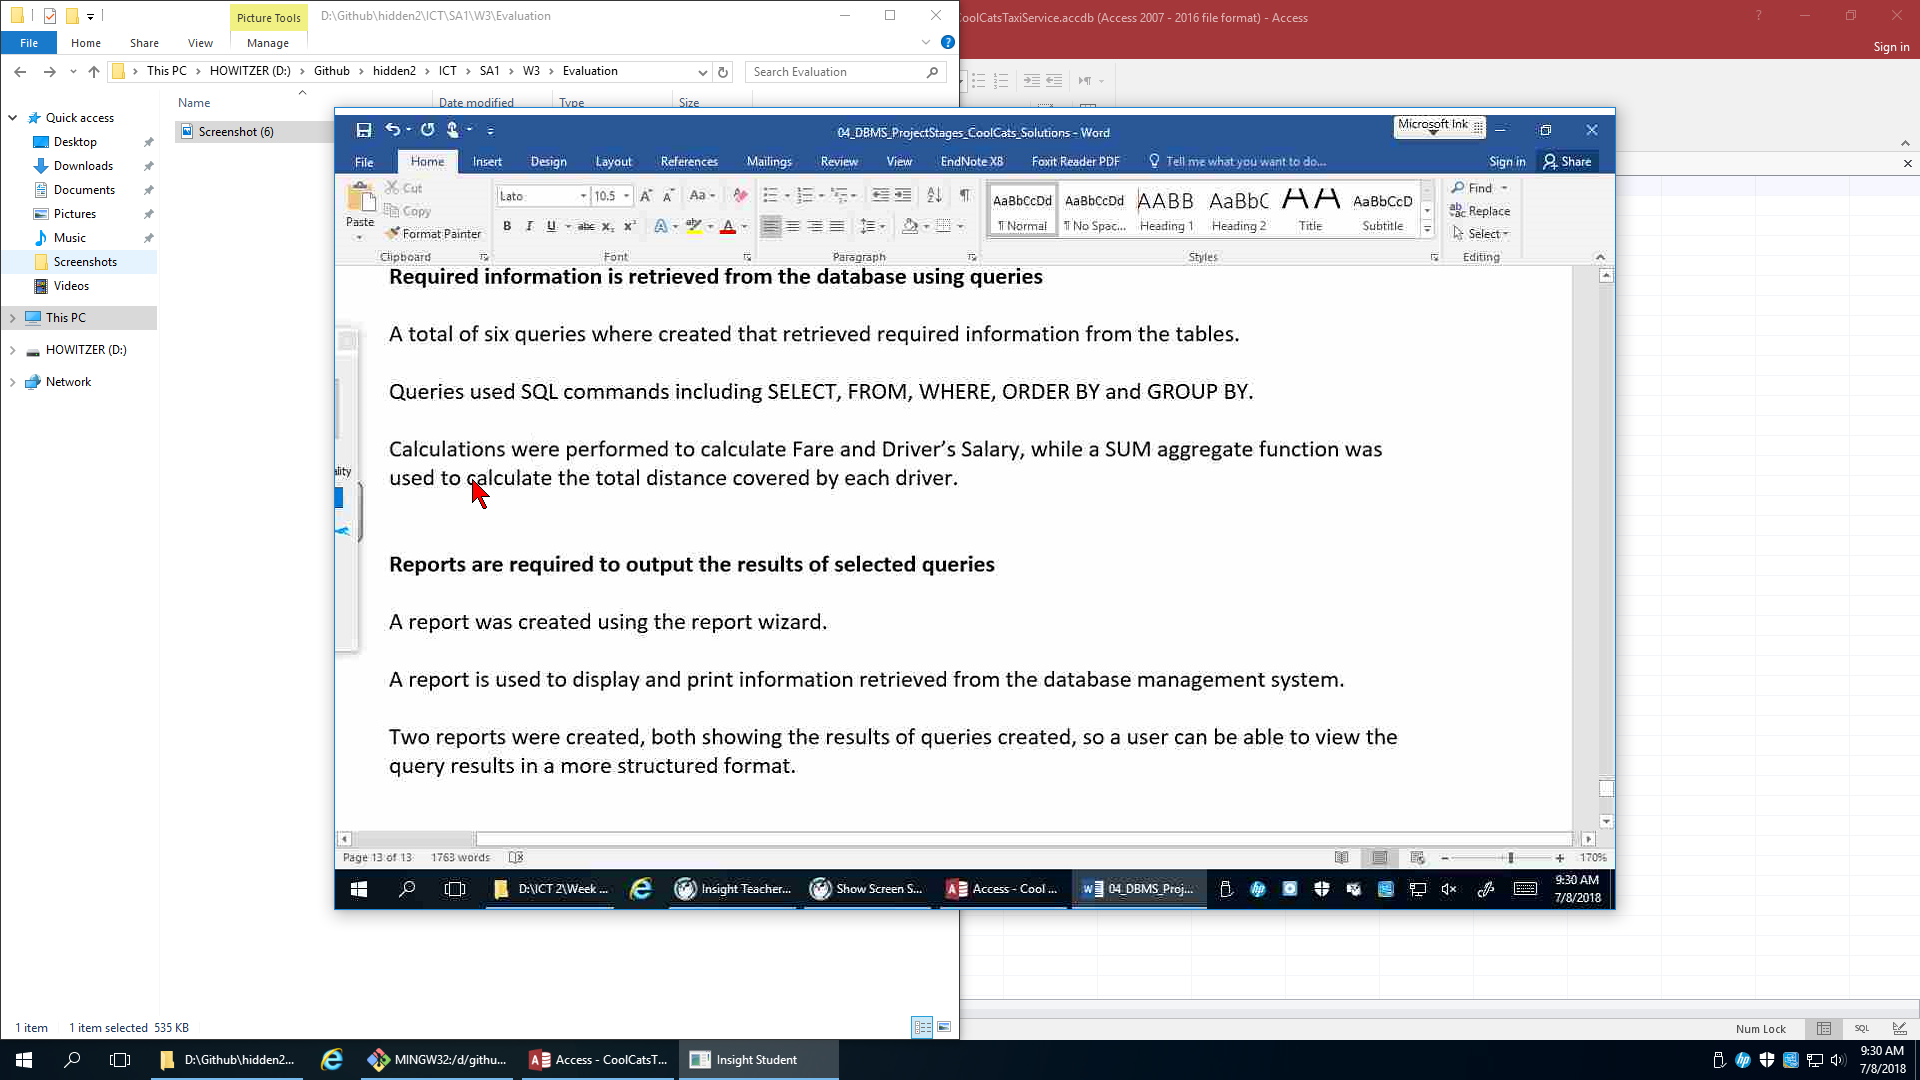 Picture Tools
D:\Github\hidden2\ICT\SA1\W3\Evaluation
CoolCatsTaxiService.accdb (Access 2007 - 2016 file format) - Access
File Home Share View Manage
Sign in
This PC > HOWITZER (D:) > Github > hidden2 > ICT > SA1 > W3 > Evaluation
Search Evaluation
Name Date modified Type Size
Quick access
Screenshot (6)
Desktop
Downloads
Documents
Pictures
Music
Screenshots
Videos
This PC
HOWITZER (D:)
Network
04_DBMS_ProjectStages_CoolCats_Solutions - Word
Microsoft Ink
File Home Insert Design Layout References Mailings Review View EndNote X8 Foxit Reader PDF Tell me what you want to do... Sign in Share
Paste
Cut
Copy
Format Painter
Clipboard
Lato 10.5
Font
Paragraph
AaBbCcDd AaBbCcDd AABB AaBbC AA AaBbCcD
¶ Normal ¶ No Spac... Heading 1 Heading 2 Title Subtitle
Styles
Find
Replace
Select
Editing
Required information is retrieved from the database using queries
A total of six queries where created that retrieved required information from the tables.
Queries used SQL commands including SELECT, FROM, WHERE, ORDER BY and GROUP BY.
Calculations were performed to calculate Fare and Driver's Salary, while a SUM aggregate function was
used to calculate the total distance covered by each driver.
ality
Reports are required to output the results of selected queries
A report was created using the report wizard.
A report is used to display and print information retrieved from the database management system.
Two reports were created, both showing the results of queries created, so a user can be able to view the
query results in a more structured format.
Page 13 of 13 1763 words
170%
D:\ICT 2\Week ... Insight Teacher... Show Screen S... Access - Cool ... 04_DBMS_Proj...
9:30 AM
7/8/2018
1 item 1 item selected 535 KB
Num Lock SQL
D:\Github\hidden2... MINGW32:/d/githu... Access - CoolCatsT... Insight Student
9:30 AM
7/8/2018